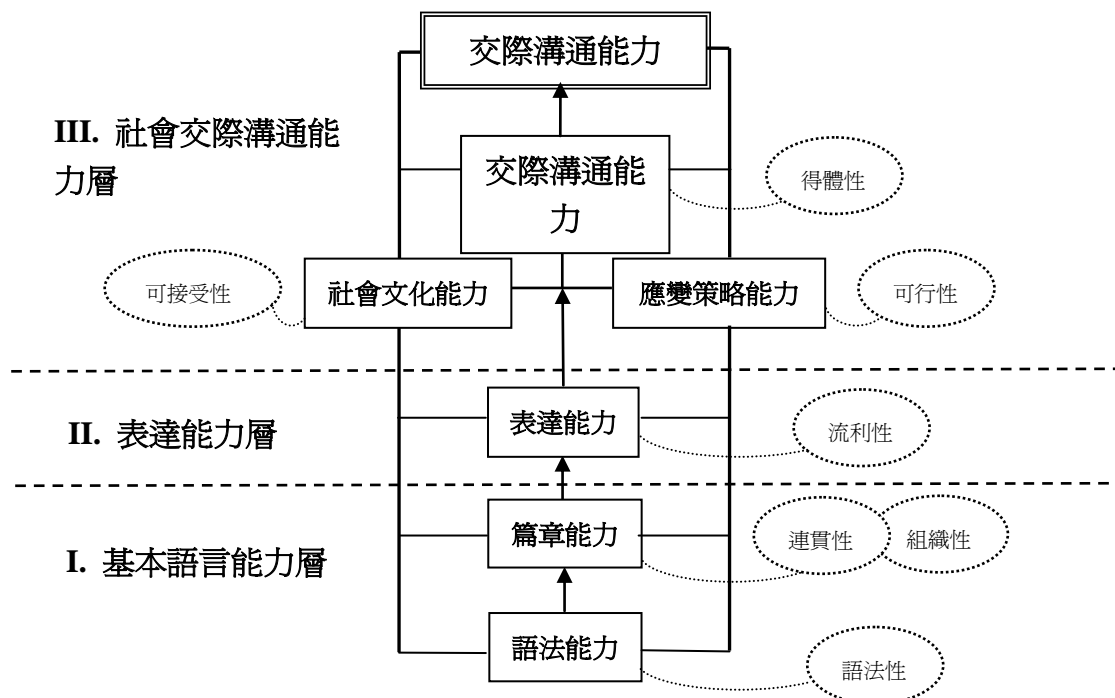 交際溝通能力
III. 社會交際溝通能
力層
交際溝通能
力
得體性
可接受性
社會文化能力
應變策略能力
可行性
II. 表達能力層
表達能力
流利性
篇章能力
連貫性
組織性
I. 基本語言能力層
語法能力
語法性